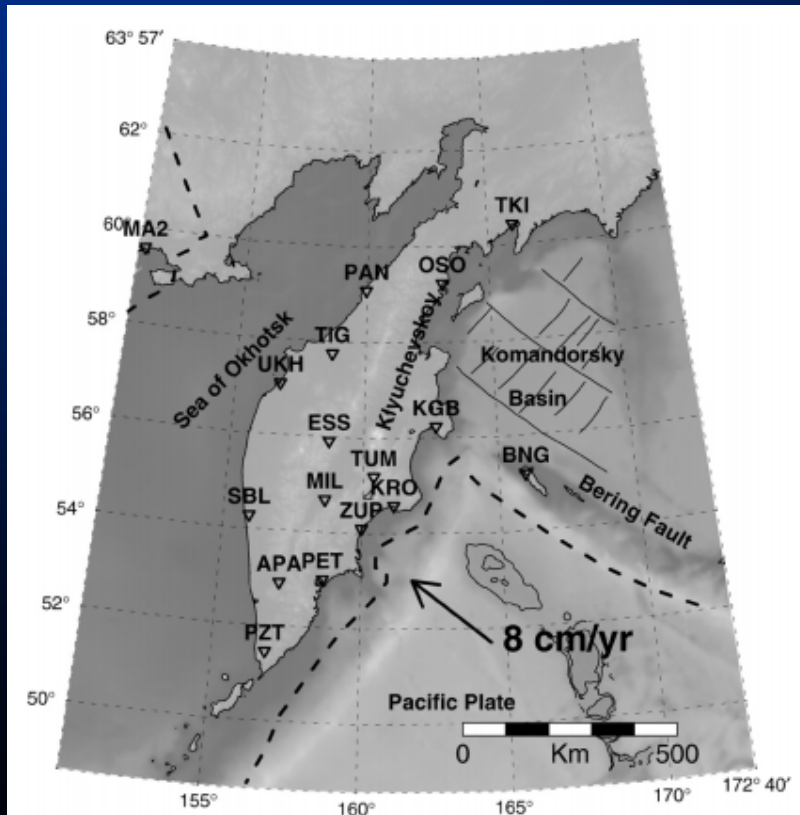 63° 57′
62°
60°
MA2
TKI
PAN
OSO
58°
TIG
UKH
Sea of Okhotsk
Klyucheyskoy
Komandorsky
Basin
56°
ESS
KGB
TUM
BNG
MIL
KRO
SBL
ZUP
Bering Fault
54°
APA
PET
52°
PZT
8 cm/yr
50°
Pacific Plate
0 Km 500
155°
160°
165°
170°
172° 40′